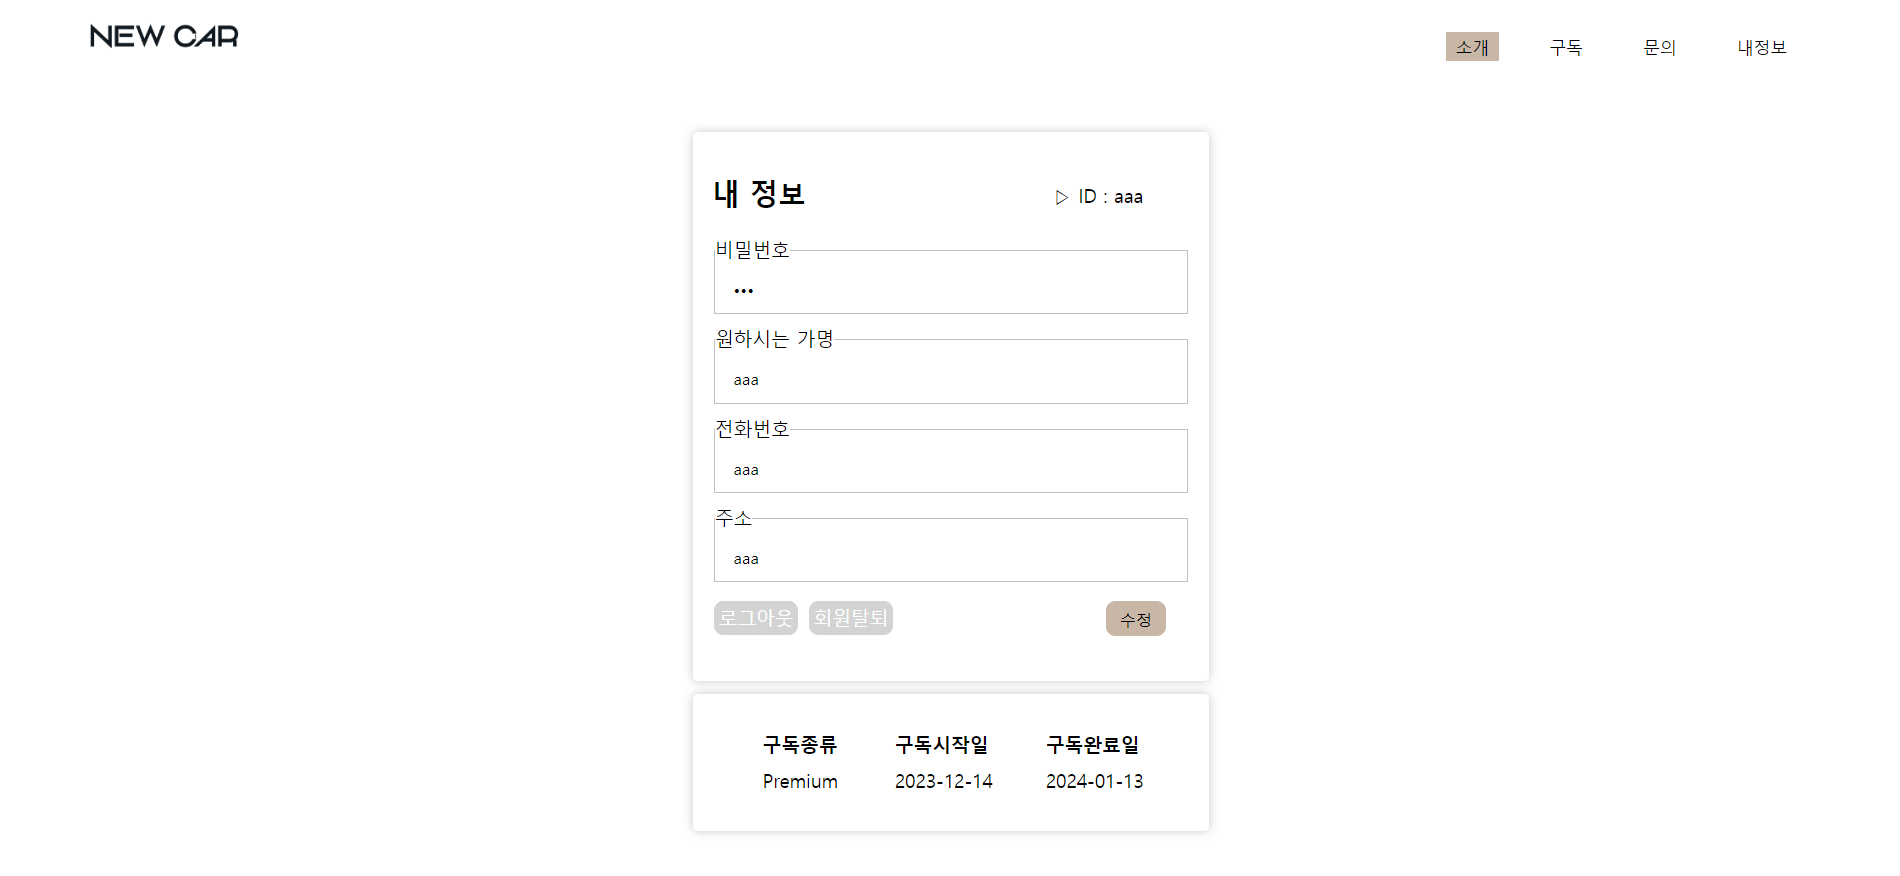 NEW CAR
소개 구독 문의 내정보
내 정보 ▷ ID : aaa
비밀번호
•••
원하시는 가명
aaa
전화번호
aaa
주소
aaa
로그아웃 회원탈퇴 수정
구독종류 구독시작일 구독완료일
Premium 2023-12-14 2024-01-13